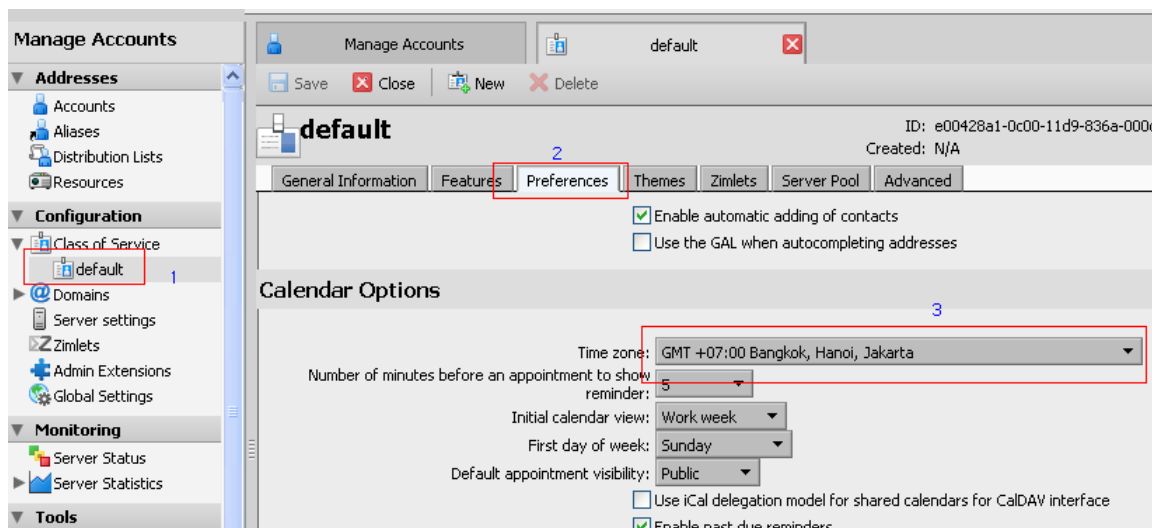 Manage Accounts
Addresses
Accounts
Aliases
Distribution Lists
Resources
Configuration
Class of Service
default
1
Domains
Server settings
Zimlets
Admin Extensions
Global Settings
Monitoring
Server Status
Server Statistics
Tools
Manage Accounts
default
Save
Close
New
Delete
default
ID: e00428a1-0c00-11d9-836a-000
Created: N/A
2
General Information
Features
Preferences
Themes
Zimlets
Server Pool
Advanced
Enable automatic adding of contacts
Use the GAL when autocompleting addresses
Calendar Options
3
Time zone: GMT +07:00 Bangkok, Hanoi, Jakarta
Number of minutes before an appointment to show
reminder: 5
Initial calendar view: Work week
First day of week: Sunday
Default appointment visibility: Public
Use iCal delegation model for shared calendars for CalDAV interface
Enable past due reminders